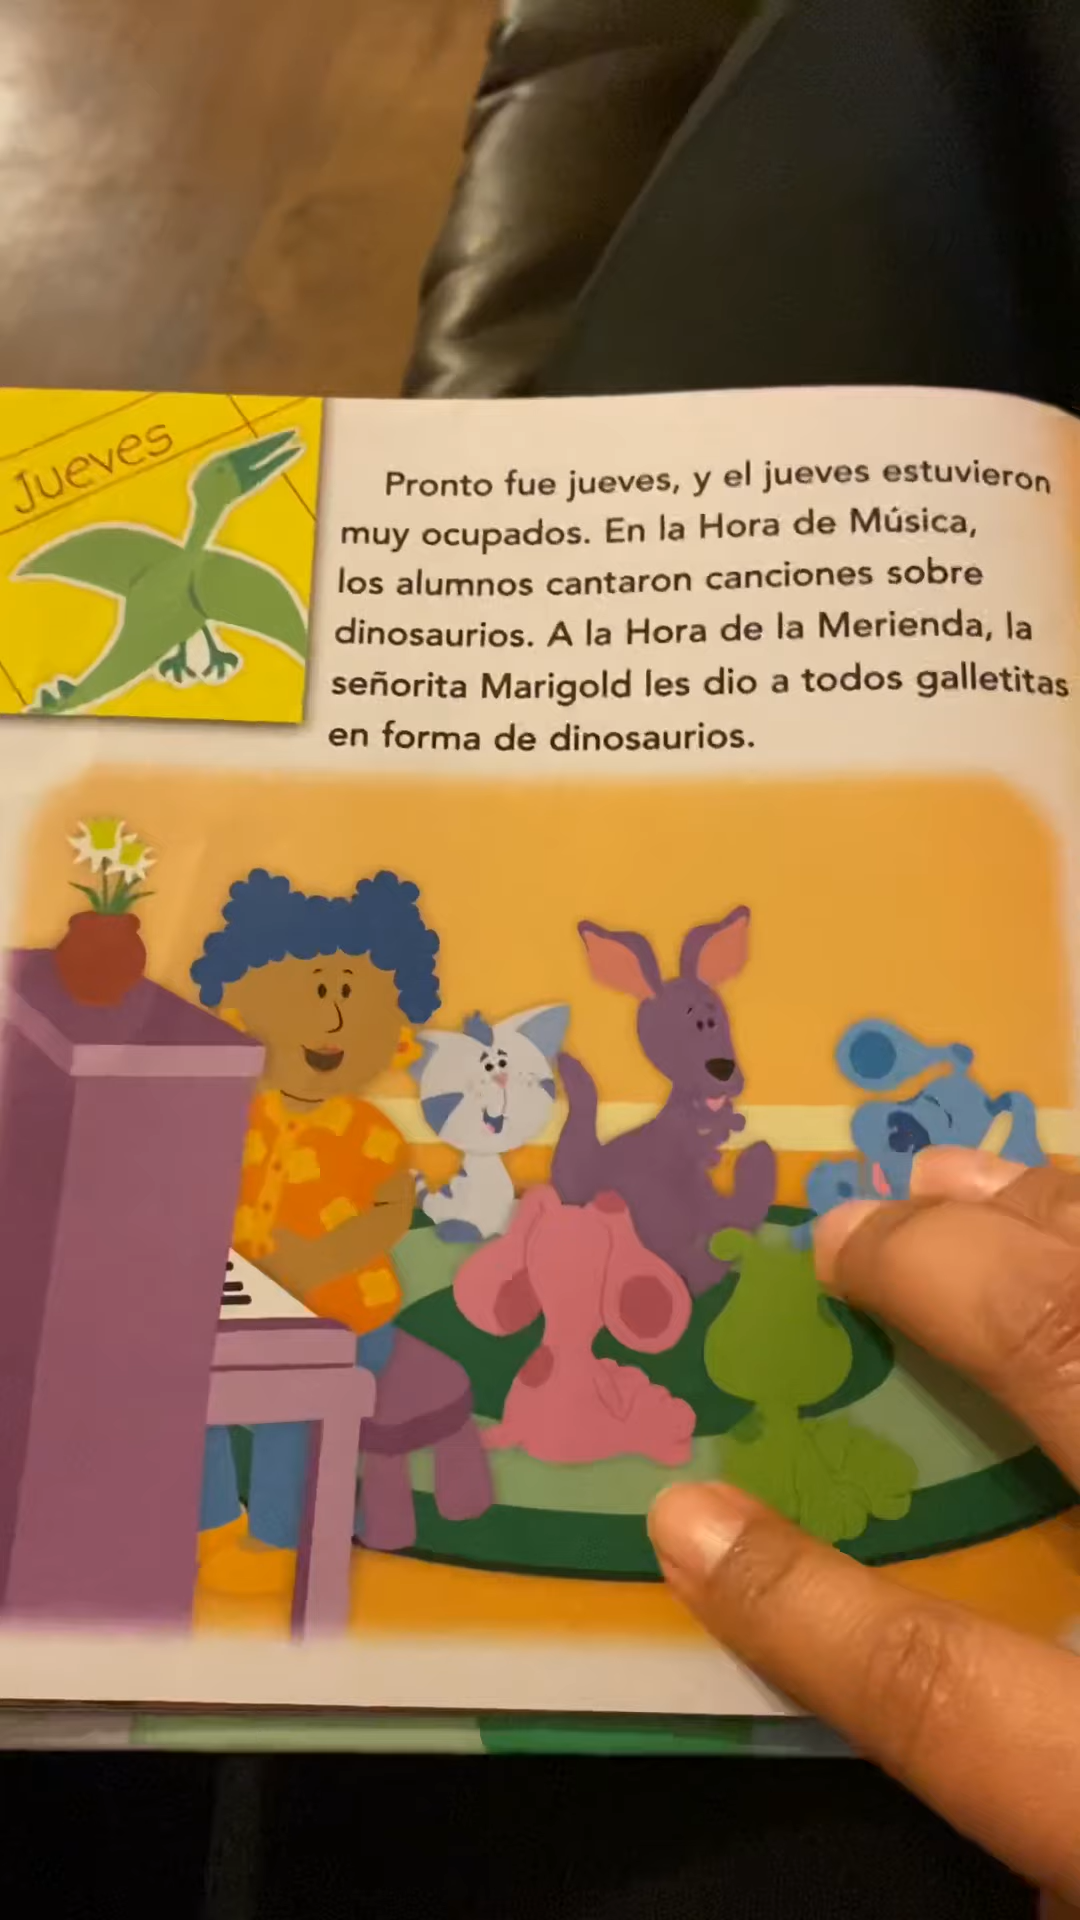 Jueves
Pronto fue jueves, y el jueves estuvieron
muy ocupados. En la Hora de Música,
los alumnos cantaron canciones sobre
dinosaurios. A la Hora de la Merienda, la
señorita Marigold les dio a todos galletitas
en forma de dinosaurios.